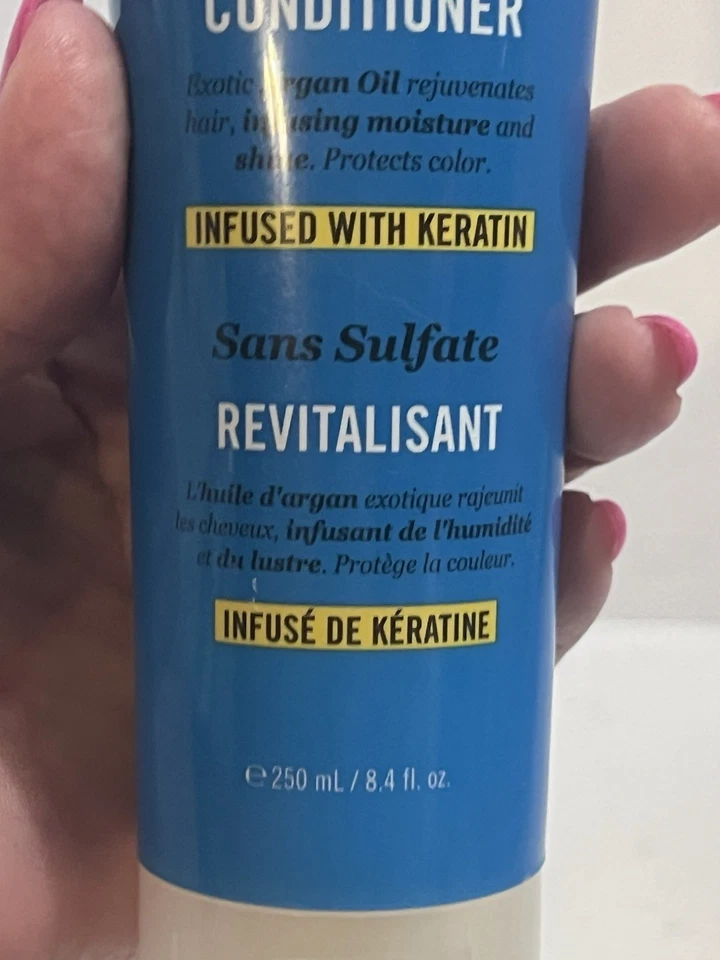 CONDITIONER
Exotic Argan Oil rejuvenates
hair, infusing moisture and
shine. Protects color.
INFUSED WITH KERATIN
Sans Sulfate
REVITALISANT
L'huile d'argan exotique rajeunit
les cheveux, infusant de l'humidité
et du lustre. Protège la couleur.
INFUSÉ DE KÉRATINE
℮ 250 mL / 8.4 fl. oz.